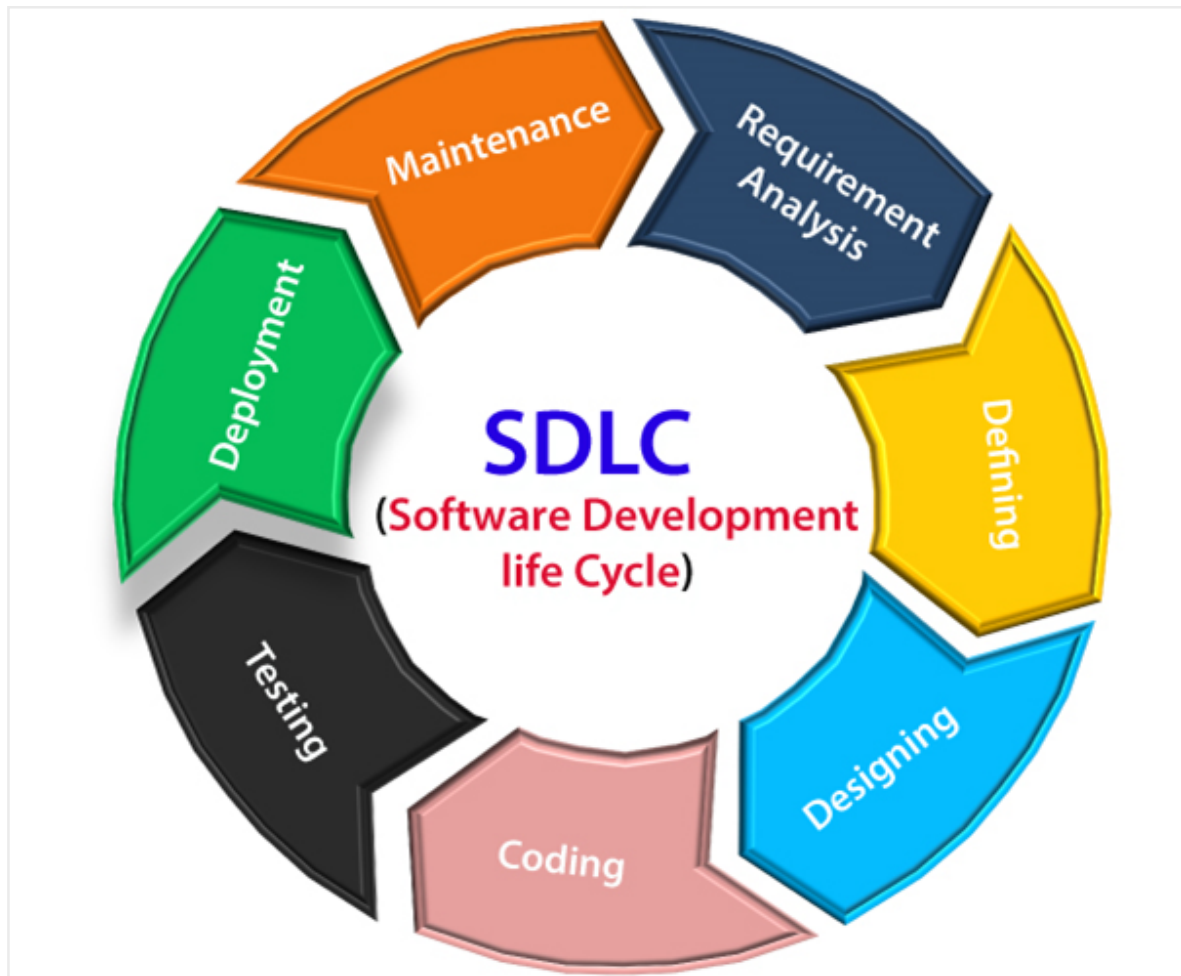 Maintenance
Requirement
Analysis
Deployment
Defining
SDLC
(Software Development
life Cycle)
Testing
Designing
Coding